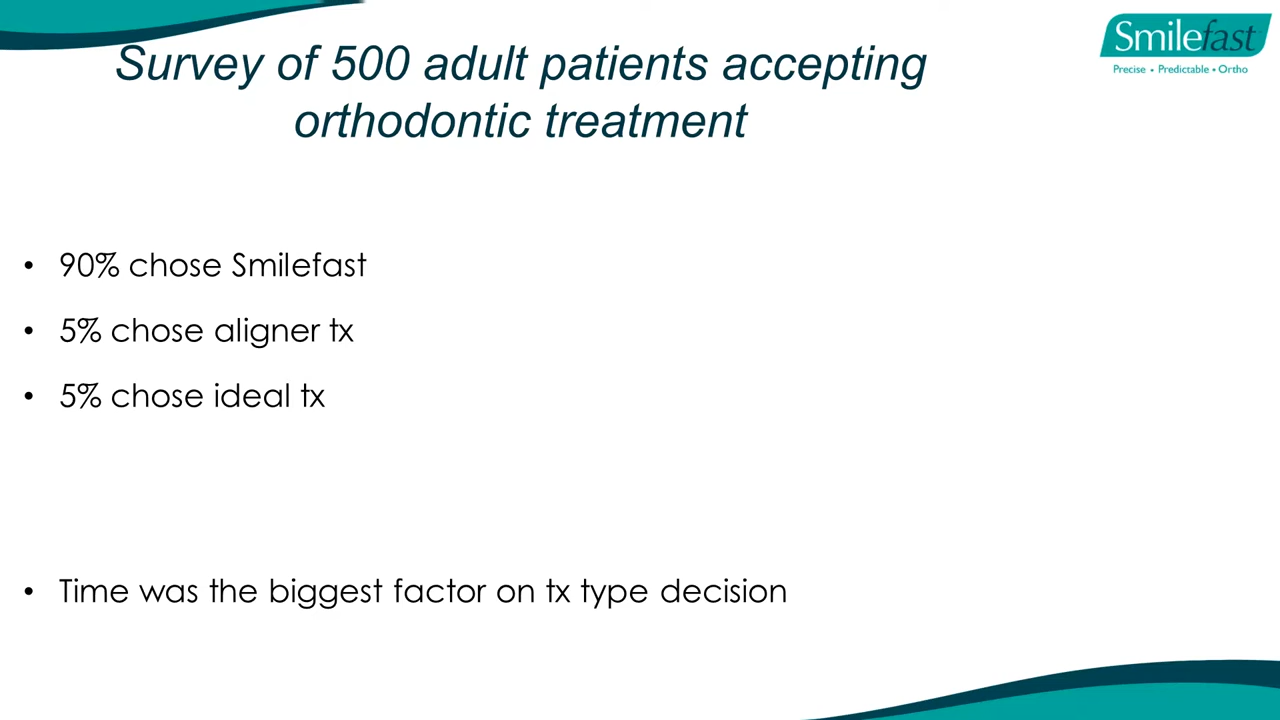 Survey of 500 adult patients accepting
orthodontic treatment
Smilefast
Precise • Predictable • Ortho
• 90% chose Smilefast
• 5% chose aligner tx
• 5% chose ideal tx
• Time was the biggest factor on tx type decision